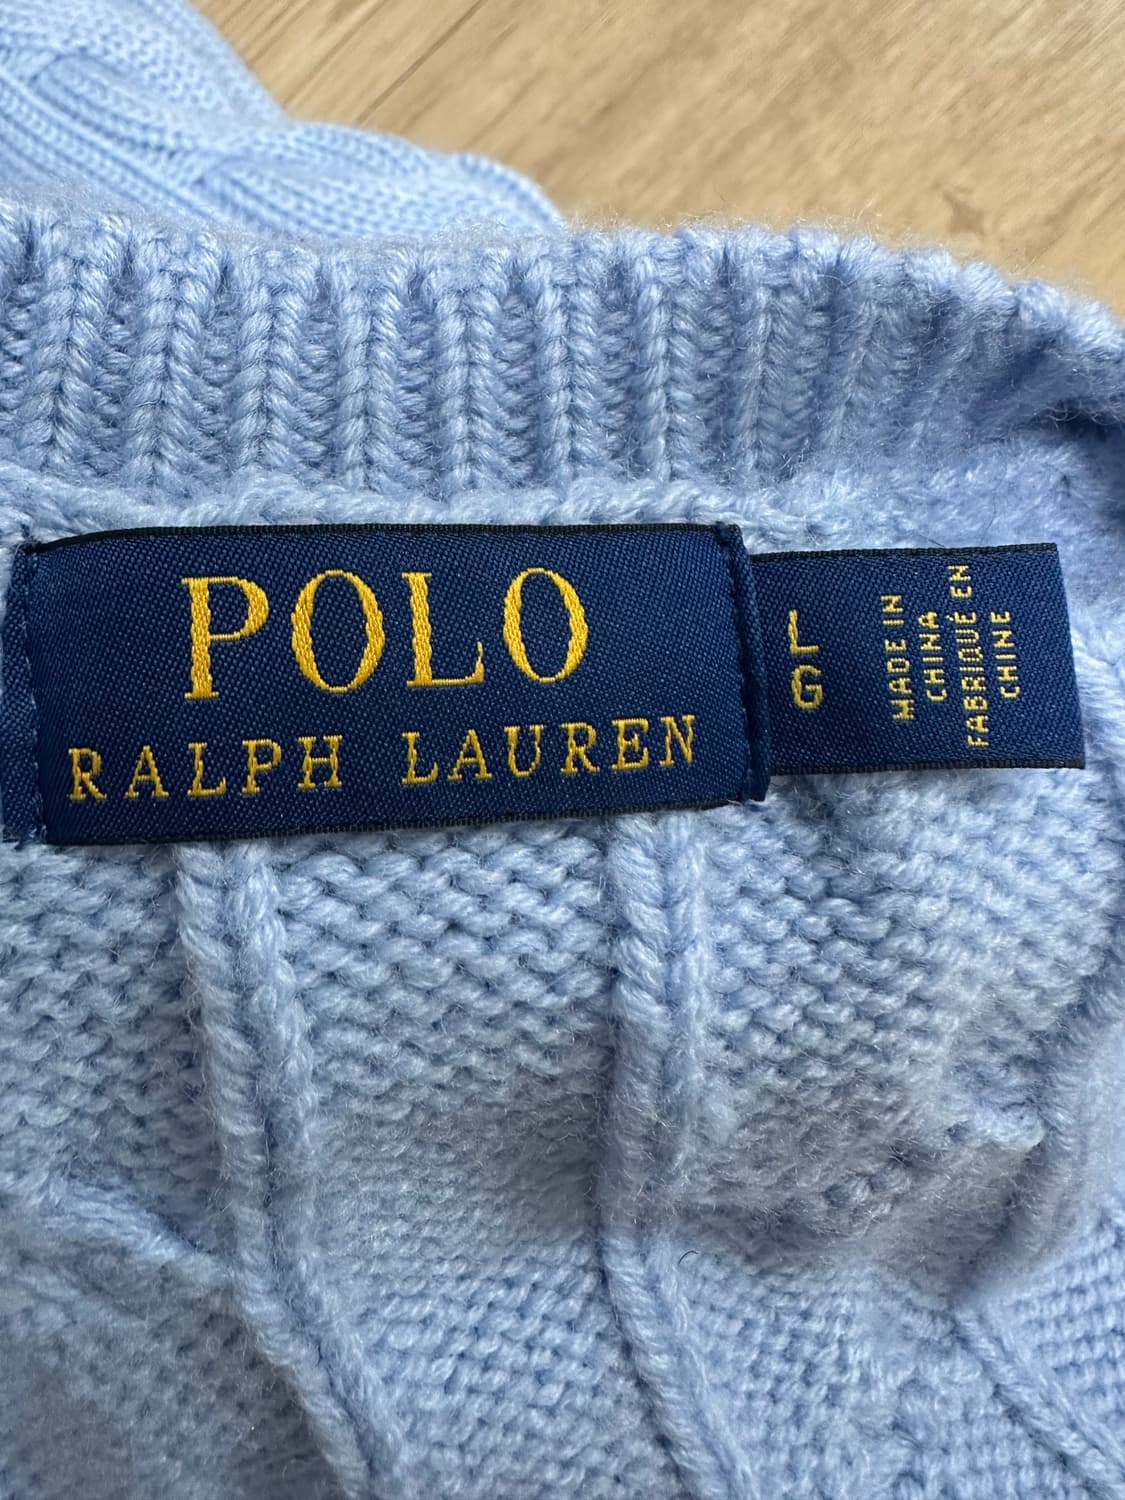 POLO
RALPH LAUREN
L
G
MADE IN
CHINA
FABRIQUÉ EN
CHINE